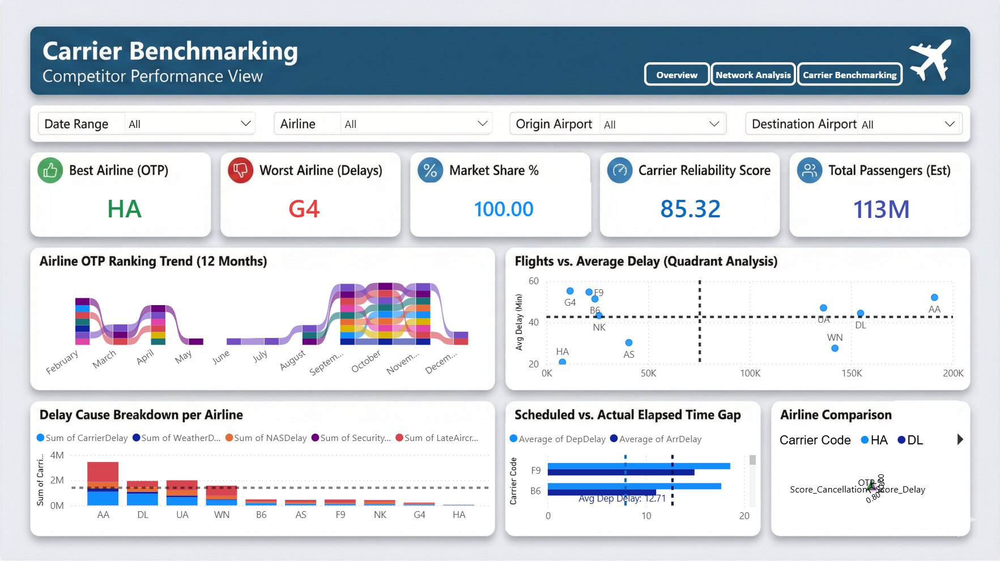 Carrier Benchmarking
Competitor Performance View
Overview
Network Analysis
Carrier Benchmarking
Date Range
All
Airline
All
Origin Airport
All
Destination Airport
All
Best Airline (OTP)
HA
Worst Airline (Delays)
G4
Market Share %
100.00
Carrier Reliability Score
85.32
Total Passengers (Est)
113M
Airline OTP Ranking Trend (12 Months)
February
March
April
May
June
July
August
Septem...
October
Novem...
Decem...
Flights vs. Average Delay (Quadrant Analysis)
Avg Delay (Min)
60
40
20
G4
F9
B6
NK
HA
AS
UA
DL
WN
AA
0K
50K
100K
150K
200K
Delay Cause Breakdown per Airline
Sum of CarrierDelay
Sum of WeatherD...
Sum of NASDelay
Sum of Security...
Sum of LateAircr...
Sum of Carri...
4M
2M
0M
AA
DL
UA
WN
B6
AS
F9
NK
G4
HA
Scheduled vs. Actual Elapsed Time Gap
Average of DepDelay
Average of ArrDelay
Carrier Code
F9
B6
Avg Dep Delay: 12.71
0
10
20
Airline Comparison
Carrier Code
HA
DL
OTP
Score_Cancellation
Score_Delay
0.80